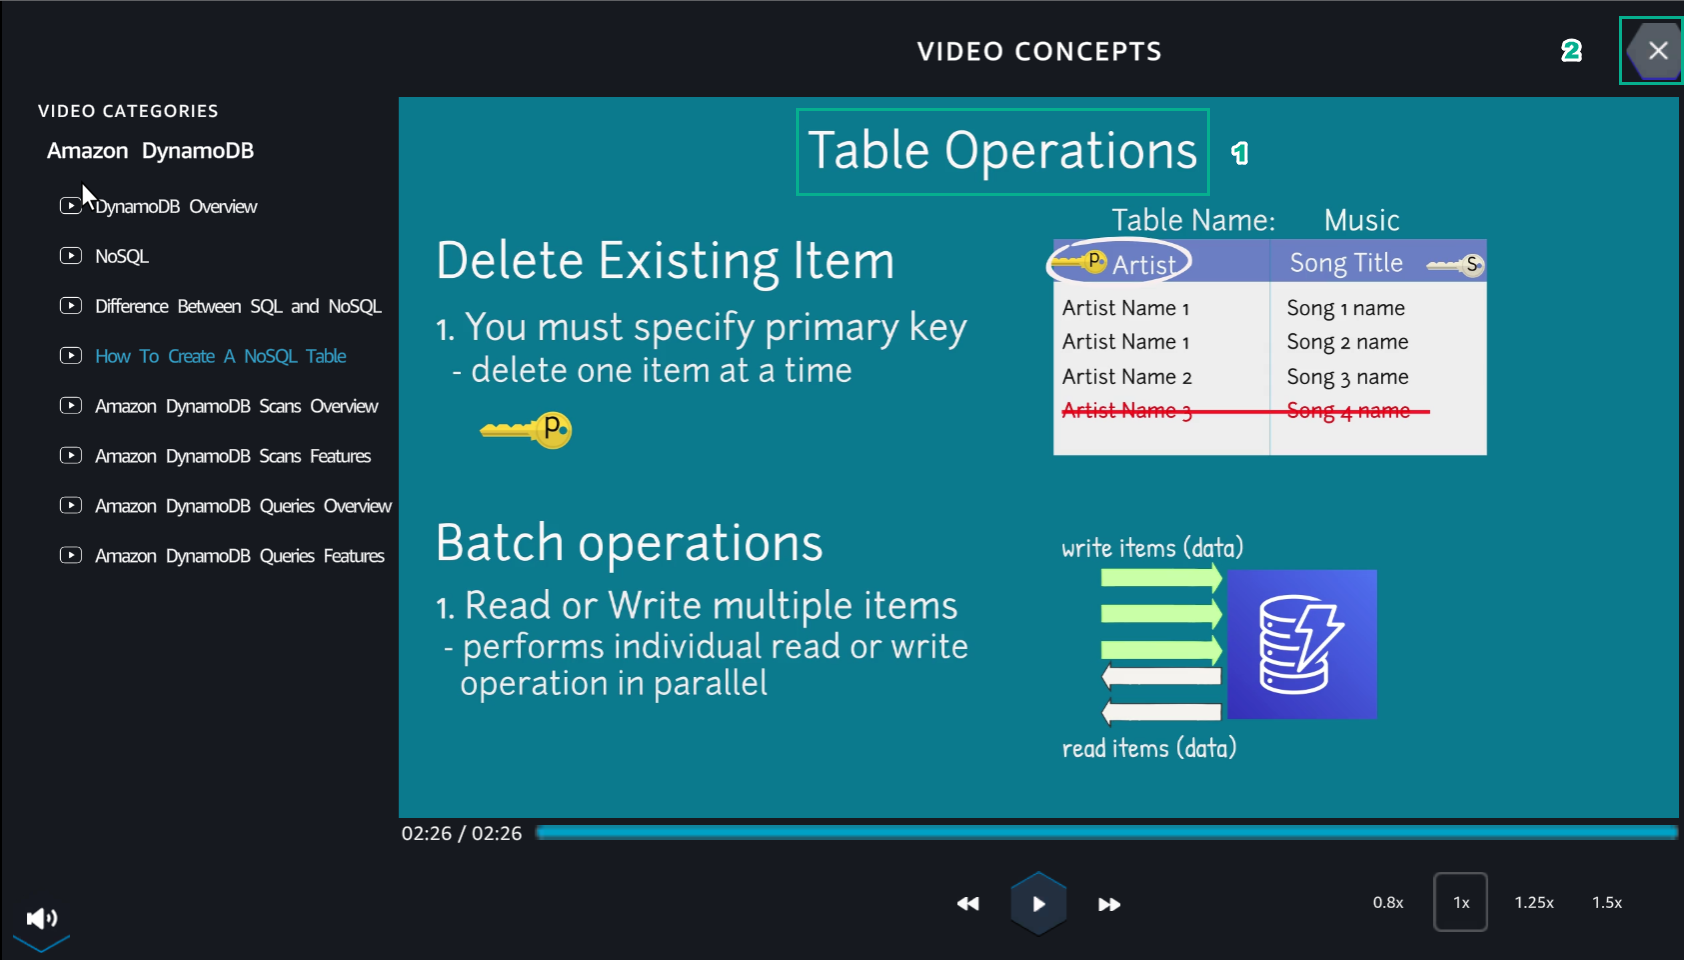 VIDEO CONCEPTS
2
VIDEO CATEGORIES
Amazon DynamoDB
DynamoDB Overview
NoSQL
Difference Between SQL and NoSQL
How To Create A NoSQL Table
Amazon DynamoDB Scans Overview
Amazon DynamoDB Scans Features
Amazon DynamoDB Queries Overview
Amazon DynamoDB Queries Features
Table Operations
1
Delete Existing Item
1. You must specify primary key
- delete one item at a time
P
Table Name: Music
P Artist Song Title S
Artist Name 1 Song 1 name
Artist Name 1 Song 2 name
Artist Name 2 Song 3 name
Artist Name 3 Song 4 name
Batch operations
1. Read or Write multiple items
- performs individual read or write
operation in parallel
write items (data)
read items (data)
02:26 / 02:26
0.8x 1x 1.25x 1.5x